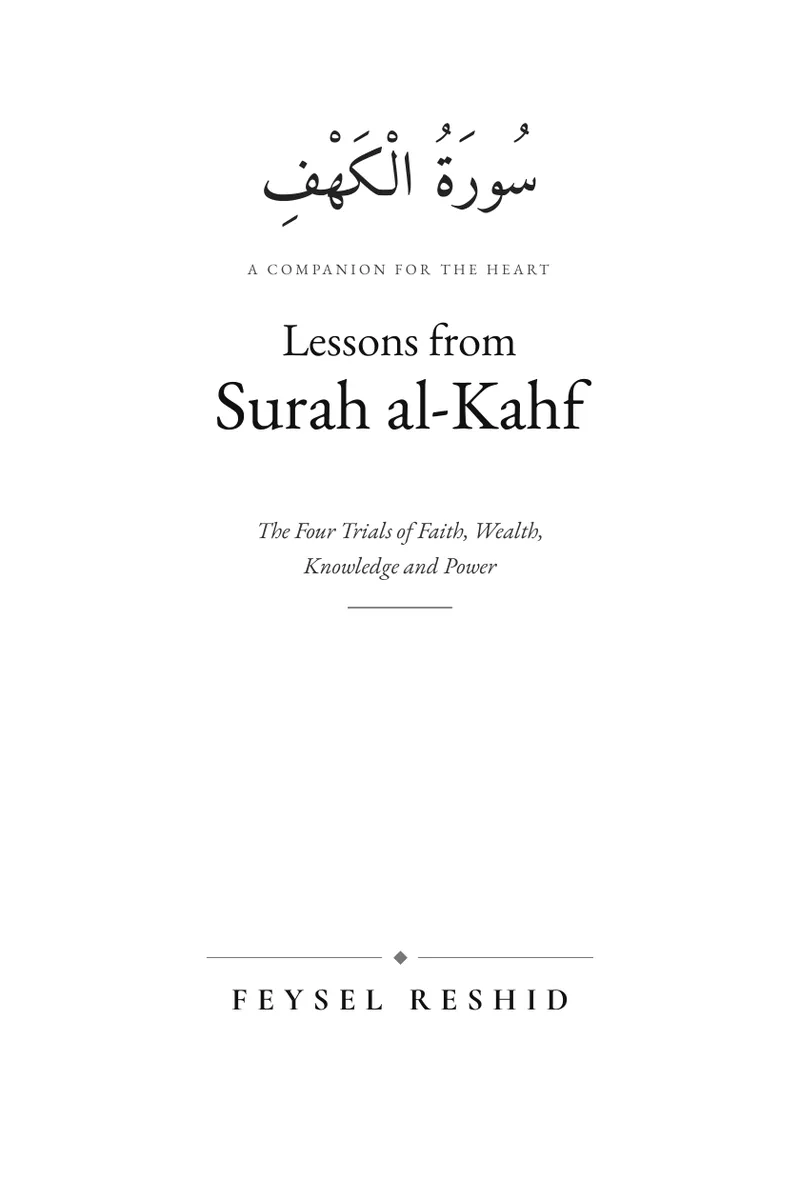 سُورَةُ الْكَهْفِ
A COMPANION FOR THE HEART
Lessons from
Surah al-Kahf
The Four Trials of Faith, Wealth,
Knowledge and Power
FEYSEL RESHID